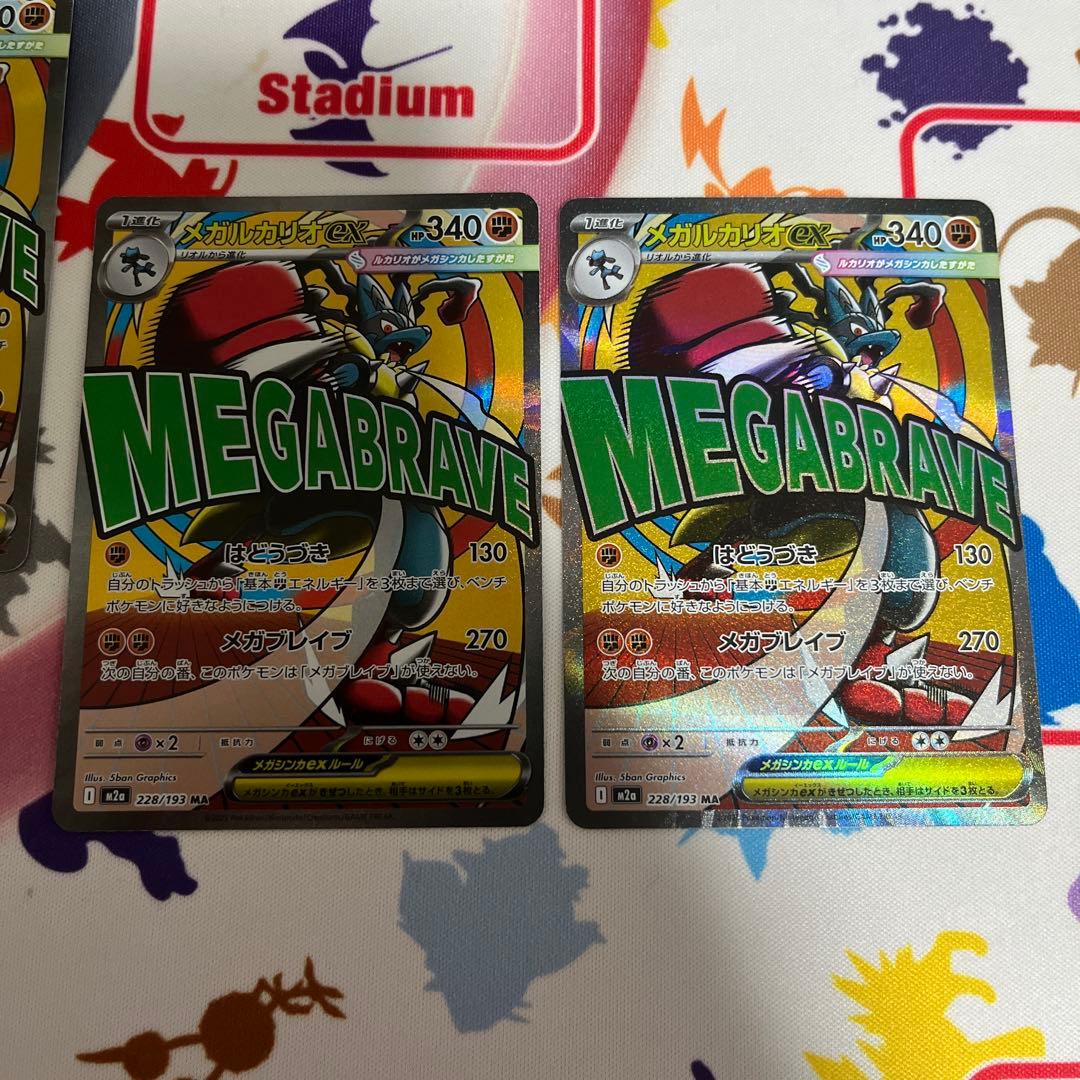 Stadium
1進化
メガルカリオex
HP 340
リオルから進化
ルカリオがメガシンカしたすがた
MEGABRAVE
はどうづき 130
自分のトラッシュから「基本エネルギー」を3枚まで選び、ベンチ
ポケモンに好きなようにつける。
メガブレイブ 270
次の自分の番、このポケモンは「メガブレイブ」が使えない。
弱点 ×2 抵抗力 にげる
メガシンカexルール
メガシンカexがきぜつしたとき、相手はサイドを3枚とる。
Illus. 5ban Graphics
I m2a 228/193 MA
1進化
メガルカリオex
HP 340
リオルから進化
ルカリオがメガシンカしたすがた
MEGABRAVE
はどうづき 130
自分のトラッシュから「基本エネルギー」を3枚まで選び、ベンチ
ポケモンに好きなようにつける。
メガブレイブ 270
次の自分の番、このポケモンは「メガブレイブ」が使えない。
弱点 ×2 抵抗力 にげる
メガシンカexルール
メガシンカexがきぜつしたとき、相手はサイドを3枚とる。
Illus. 5ban Graphics
I m2a 228/193 MA